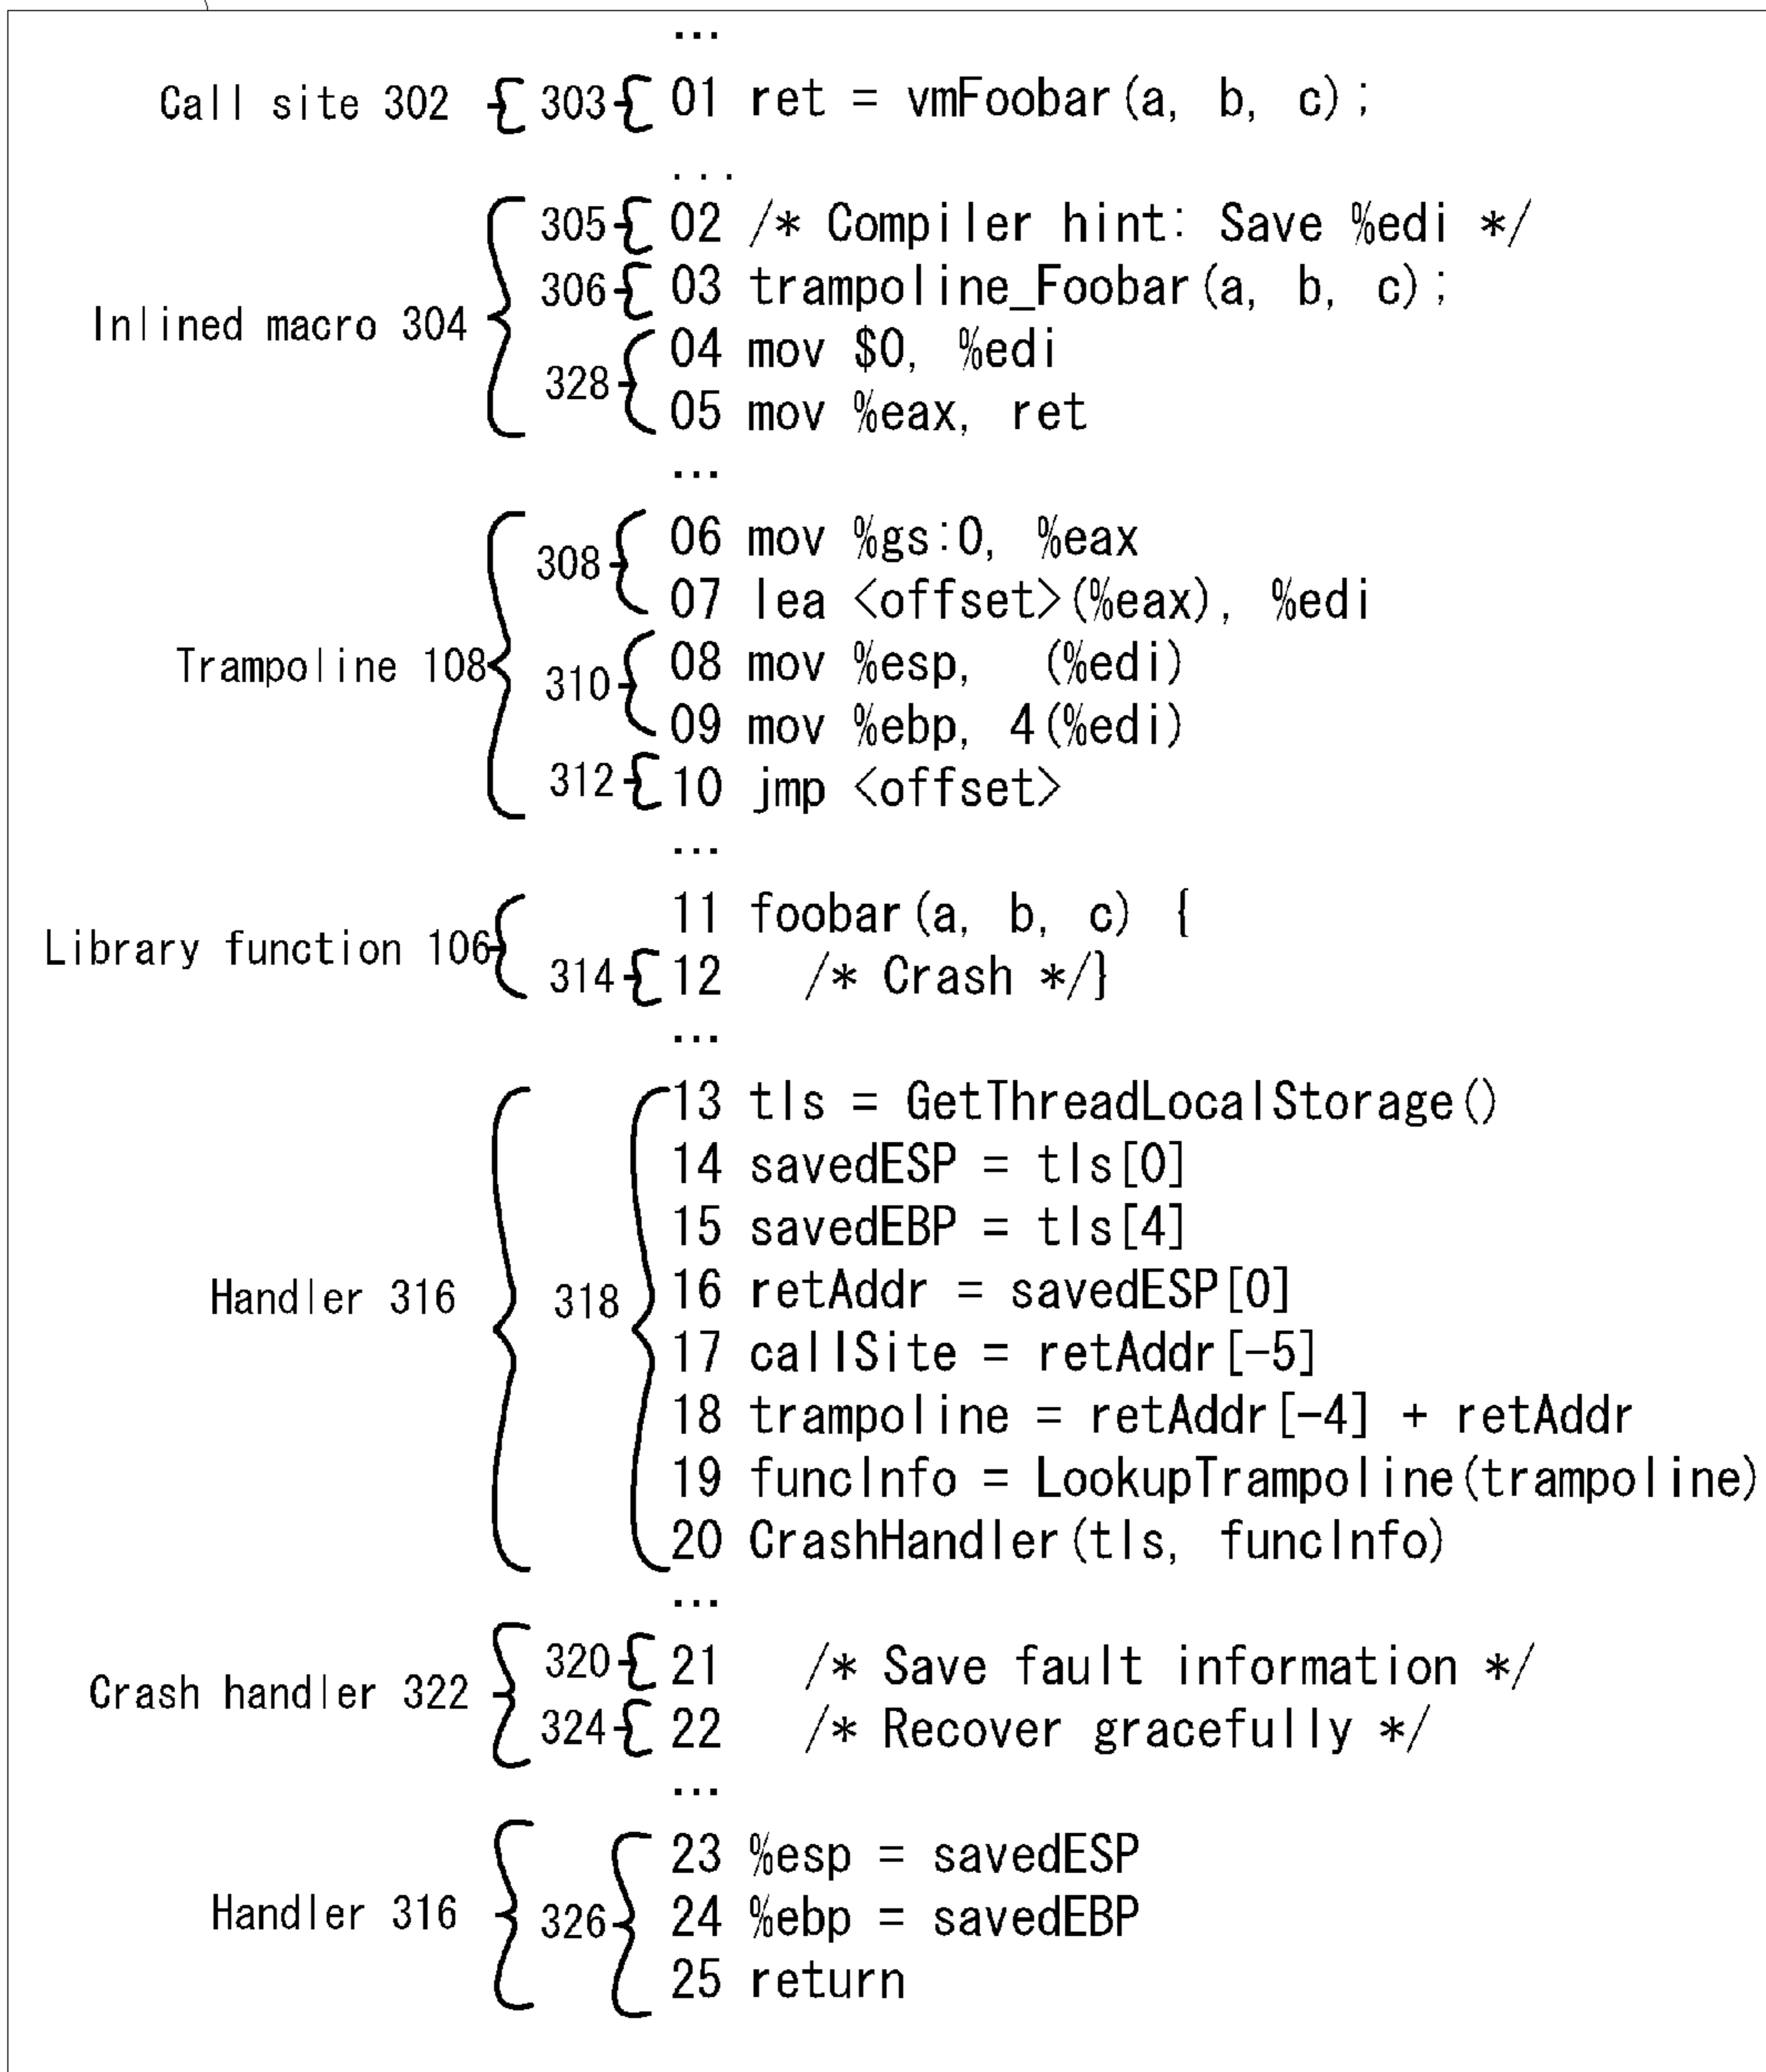 ...
Call site 302 303 01 ret = vmFoobar(a, b, c);
...
305 02 /* Compiler hint: Save %edi */
306 03 trampoline_Foobar(a, b, c);
Inlined macro 304
04 mov $0, %edi
328
05 mov %eax, ret
...
06 mov %gs:0, %eax
308
07 lea <offset>(%eax), %edi
Trampoline 108 08 mov %esp, (%edi)
310
09 mov %ebp, 4(%edi)
312 10 jmp <offset>
...
11 foobar(a, b, c) {
Library function 106
314 12 /* Crash */}
...
13 tls = GetThreadLocalStorage()
14 savedESP = tls[0]
15 savedEBP = tls[4]
Handler 316 318 16 retAddr = savedESP[0]
17 callSite = retAddr[-5]
18 trampoline = retAddr[-4] + retAddr
19 funcInfo = LookupTrampoline(trampoline)
20 CrashHandler(tls, funcInfo)
...
320 21 /* Save fault information */
Crash handler 322
324 22 /* Recover gracefully */
...
23 %esp = savedESP
Handler 316 326 24 %ebp = savedEBP
25 return